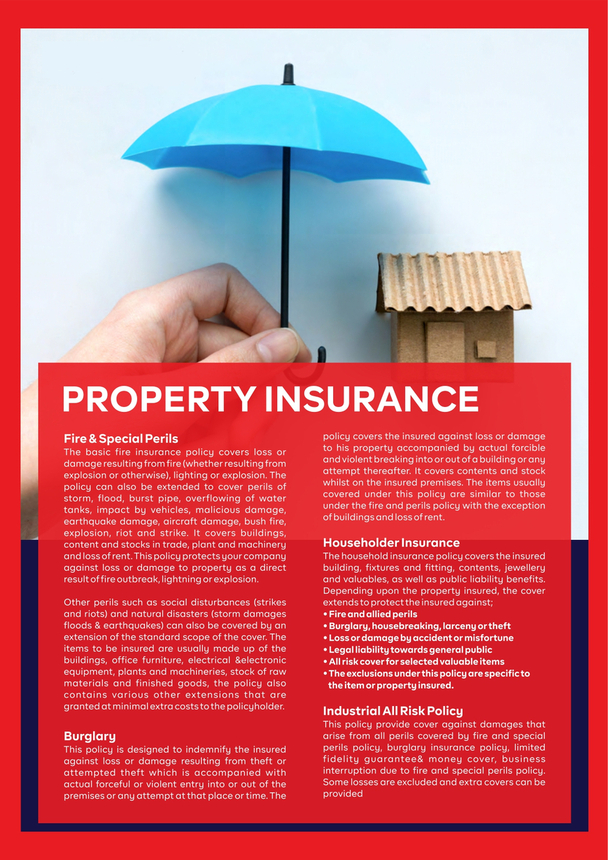 PROPERTY INSURANCE
Fire & Special Perils
The basic fire insurance policy covers loss or
damage resulting from fire (whether resulting from
explosion or otherwise), lighting or explosion. The
policy can also be extended to cover perils of
storm, flood, burst pipe, overflowing of water
tanks, impact by vehicles, malicious damage,
earthquake damage, aircraft damage, bush fire,
explosion, riot and strike. It covers buildings,
content and stocks in trade, plant and machinery
and loss of rent. This policy protects your company
against loss or damage to property as a direct
result of fire outbreak, lightning or explosion.
Other perils such as social disturbances (strikes
and riots) and natural disasters (storm damages
floods & earthquakes) can also be covered by an
extension of the standard scope of the cover. The
items to be insured are usually made up of the
buildings, office furniture, electrical &electronic
equipment, plants and machineries, stock of raw
materials and finished goods, the policy also
contains various other extensions that are
granted at minimal extra costs to the policyholder.
Burglary
This policy is designed to indemnify the insured
against loss or damage resulting from theft or
attempted theft which is accompanied with
actual forceful or violent entry into or out of the
premises or any attempt at that place or time. The
policy covers the insured against loss or damage
to his property accompanied by actual forcible
and violent breaking into or out of a building or any
attempt thereafter. It covers contents and stock
whilst on the insured premises. The items usually
covered under this policy are similar to those
under the fire and perils policy with the exception
of buildings and loss of rent.
Householder Insurance
The household insurance policy covers the insured
building, fixtures and fitting, contents, jewellery
and valuables, as well as public liability benefits.
Depending upon the property insured, the cover
extends to protect the insured against;
• Fire and allied perils
• Burglary, housebreaking, larceny or theft
• Loss or damage by accident or misfortune
• Legal liability towards general public
• All risk cover for selected valuable items
• The exclusions under this policy are specific to
the item or property insured.
Industrial All Risk Policy
This policy provide cover against damages that
arise from all perils covered by fire and special
perils policy, burglary insurance policy, limited
fidelity guarantee& money cover, business
interruption due to fire and special perils policy.
Some losses are excluded and extra covers can be
provided